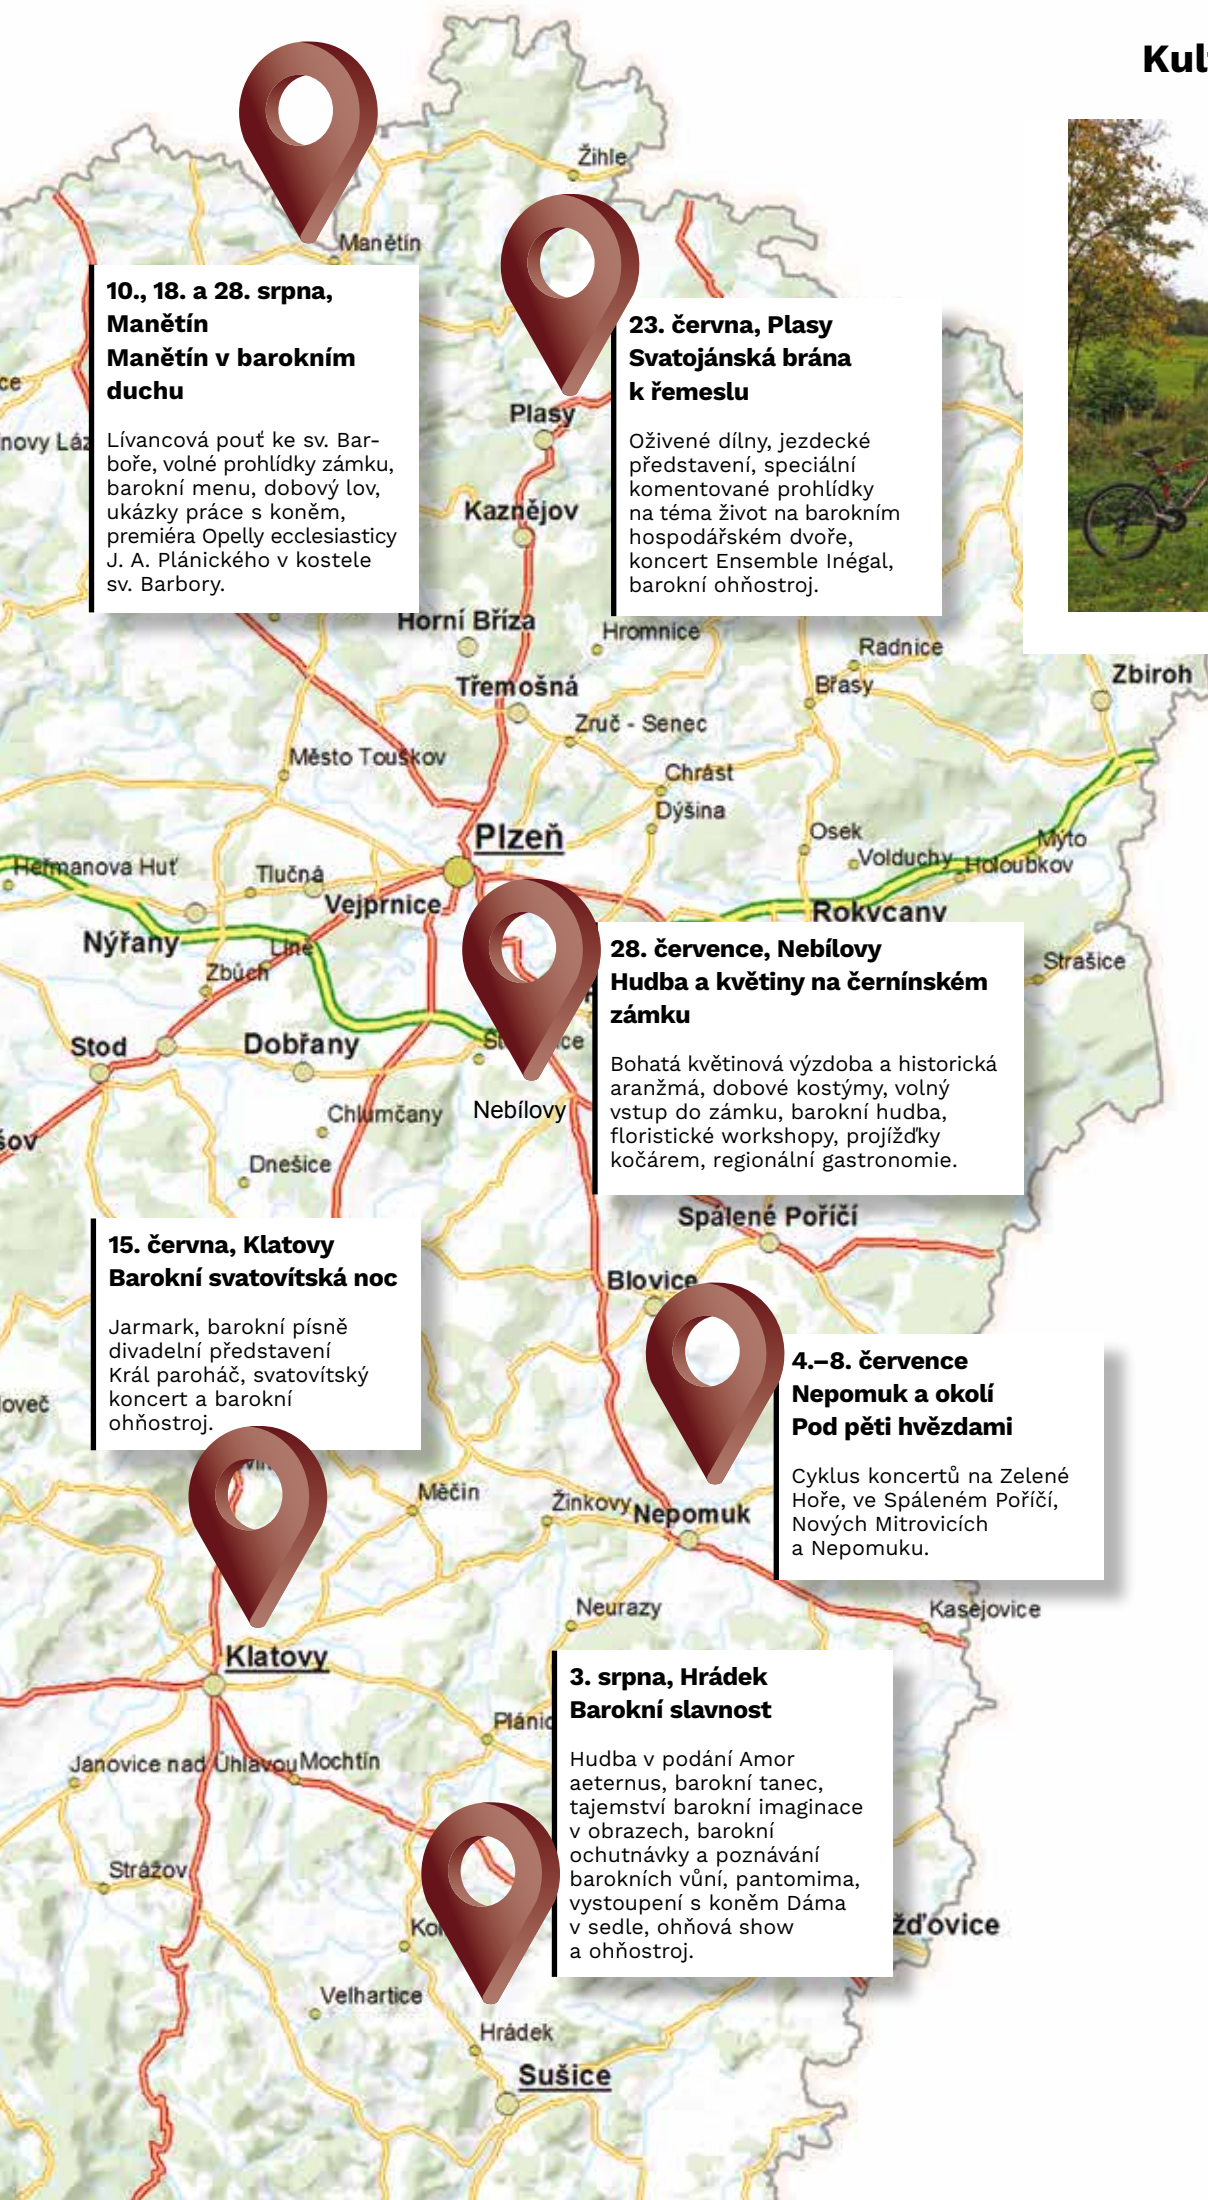 Žihle
Manětín
10., 18. a 28. srpna,
Manětín
Manětín v barokním
duchu
Lívancová pouť ke sv. Bar-
boře, volné prohlídky zámku,
barokní menu, dobový lov,
ukázky práce s koněm,
premiéra Opelly ecclesiasticy
J. A. Plánického v kostele
sv. Barbory.
23. června, Plasy
Svatojánská brána
k řemeslu
Oživené dílny, jezdecké
představení, speciální
komentované prohlídky
na téma život na barokním
hospodářském dvoře,
koncert Ensemble Inégal,
barokní ohňostroj.
Plasy
Kaznějov
Horní Bříza
Hromnice
Radnice
Zbiroh
Třemošná
Břasy
Zruč - Senec
Město Touškov
Chrást
Dýšina
Plzeň
Osek
Mýto
Volduchy
Holoubkov
Heřmanova Huť
Tlučná
Vejprnice
Rokycany
Nýřany
Líně
Zbůch
Strašice
28. července, Nebílovy
Hudba a květiny na černínském
zámku
Bohatá květinová výzdoba a historická
aranžmá, dobové kostýmy, volný
vstup do zámku, barokní hudba,
floristické workshopy, projížďky
kočárem, regionální gastronomie.
Stod
Dobřany
Chlumčany
Nebílovy
Dnešice
Spálené Poříčí
15. června, Klatovy
Barokní svatovítská noc
Jarmark, barokní písně
divadelní představení
Král paroháč, svatovítský
koncert a barokní
ohňostroj.
Blovice
4.–8. července
Nepomuk a okolí
Pod pěti hvězdami
Cyklus koncertů na Zelené
Hoře, ve Spáleném Poříčí,
Nových Mitrovicích
a Nepomuku.
Měčín
Žinkovy
Nepomuk
Neurazy
Kasejovice
Klatovy
3. srpna, Hrádek
Barokní slavnost
Hudba v podání Amor
aeternus, barokní tanec,
tajemství barokní imaginace
v obrazech, barokní
ochutnávky a poznávání
barokních vůní, pantomima,
vystoupení s koněm Dáma
v sedle, ohňová show
a ohňostroj.
Janovice nad Úhlavou
Mochtín
Strážov
Velhartice
Hrádek
Sušice